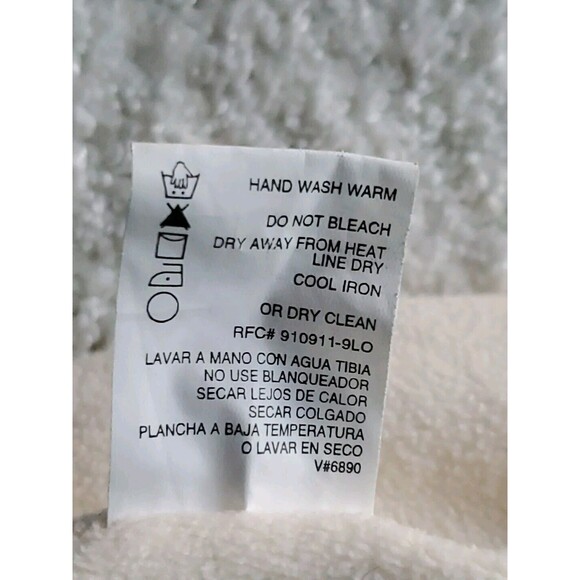 HAND WASH WARM
DO NOT BLEACH
DRY AWAY FROM HEAT
LINE DRY
COOL IRON
OR DRY CLEAN
RFC# 910911-9LO
LAVAR A MANO CON AGUA TIBIA
NO USE BLANQUEADOR
SECAR LEJOS DE CALOR
SECAR COLGADO
PLANCHA A BAJA TEMPERATURA
O LAVAR EN SECO
V#6890